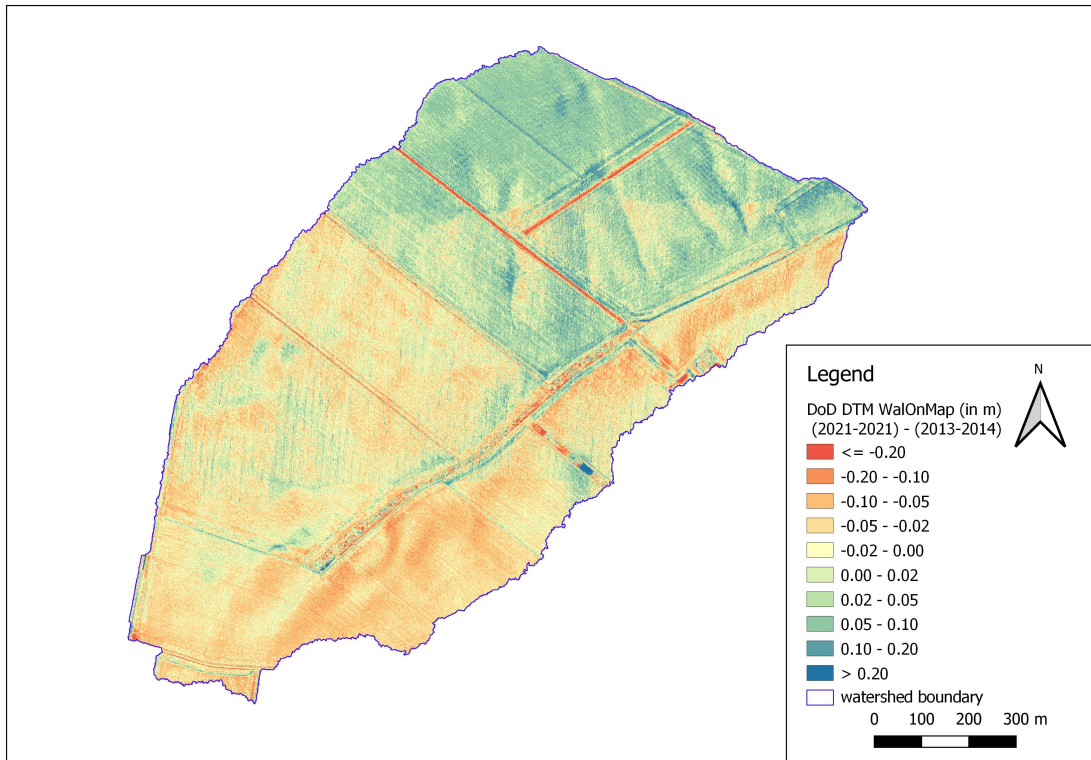 Legend
N
DoD DTM WalOnMap (in m)
(2021-2021) - (2013-2014)
<= -0.20
-0.20 - -0.10
-0.10 - -0.05
-0.05 - -0.02
-0.02 - 0.00
0.00 - 0.02
0.02 - 0.05
0.05 - 0.10
0.10 - 0.20
> 0.20
watershed boundary
0 100 200 300 m